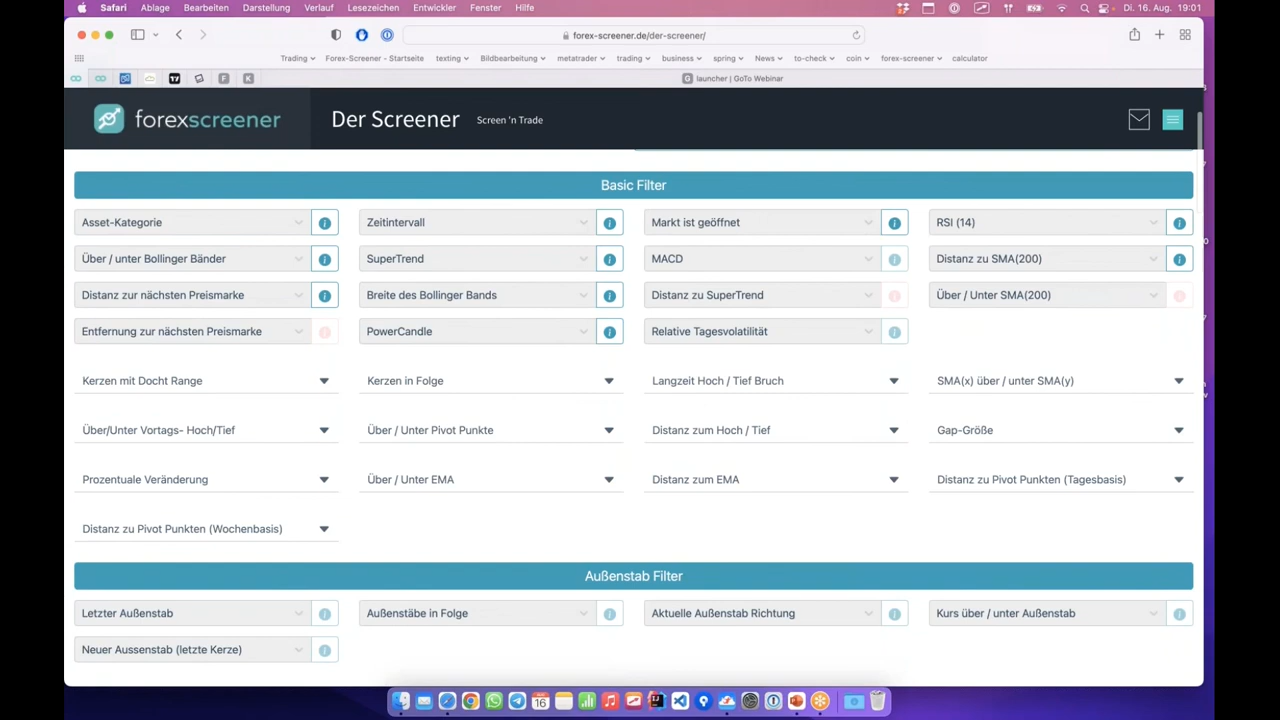 Safari Ablage Bearbeiten Darstellung Verlauf Lesezeichen Entwickler Fenster Hilfe Di. 16. Aug. 19:01
forex-screener.de/der-screener/
Trading Forex-Screener - Startseite texting Bildbearbeitung metatrader trading business spring News to-check coin forex-screener calculator
launcher | GoTo Webinar
forexscreener Der Screener Screen 'n Trade
Basic Filter
Asset-Kategorie Zeitintervall Markt ist geöffnet RSI (14)
Über / unter Bollinger Bänder SuperTrend MACD Distanz zu SMA(200)
Distanz zur nächsten Preismarke Breite des Bollinger Bands Distanz zu SuperTrend Über / Unter SMA(200)
Entfernung zur nächsten Preismarke PowerCandle Relative Tagesvolatilität
Kerzen mit Docht Range Kerzen in Folge Langzeit Hoch / Tief Bruch SMA(x) über / unter SMA(y)
Über/Unter Vortags- Hoch/Tief Über / Unter Pivot Punkte Distanz zum Hoch / Tief Gap-Größe
Prozentuale Veränderung Über / Unter EMA Distanz zum EMA Distanz zu Pivot Punkten (Tagesbasis)
Distanz zu Pivot Punkten (Wochenbasis)
Außenstab Filter
Letzter Außenstab Außenstäbe in Folge Aktuelle Außenstab Richtung Kurs über / unter Außenstab
Neuer Aussenstab (letzte Kerze)
16